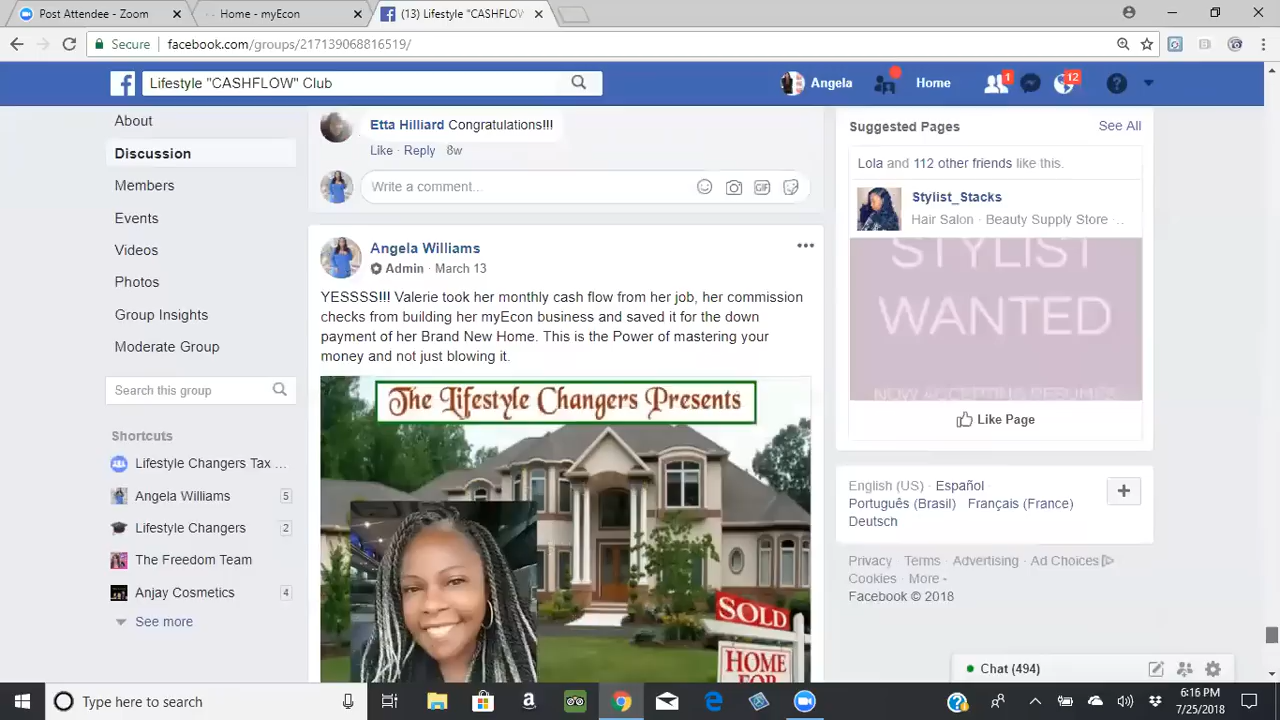 Post Attendee - Zoom
Home - myEcon
(13) Lifestyle "CASHFLOW
Secure
facebook.com/groups/217139068816519/
Lifestyle "CASHFLOW" Club
Angela
Home
1
12
About
Discussion
Members
Events
Videos
Photos
Group Insights
Moderate Group
Search this group
Shortcuts
Lifestyle Changers Tax ...
Angela Williams 5
Lifestyle Changers 2
The Freedom Team
Anjay Cosmetics 4
See more
Etta Hilliard Congratulations!!!
Like · Reply 8w
Write a comment...
GIF
Angela Williams
Admin · March 13
YESSSS!!! Valerie took her monthly cash flow from her job, her commission
checks from building her myEcon business and saved it for the down
payment of her Brand New Home. This is the Power of mastering your
money and not just blowing it.
The Lifestyle Changers Presents
SOLD
HOME
FOR
Suggested Pages
See All
Lola and 112 other friends like this.
Stylist_Stacks
Hair Salon · Beauty Supply Store · ..
STYLIST
WANTED
NOW ACCEPTING RESUMES
Like Page
English (US) · Español ·
Português (Brasil) · Français (France) ·
Deutsch
Privacy · Terms · Advertising · Ad Choices ·
Cookies · More
Facebook © 2018
Chat (494)
Type here to search
6:16 PM
7/25/2018